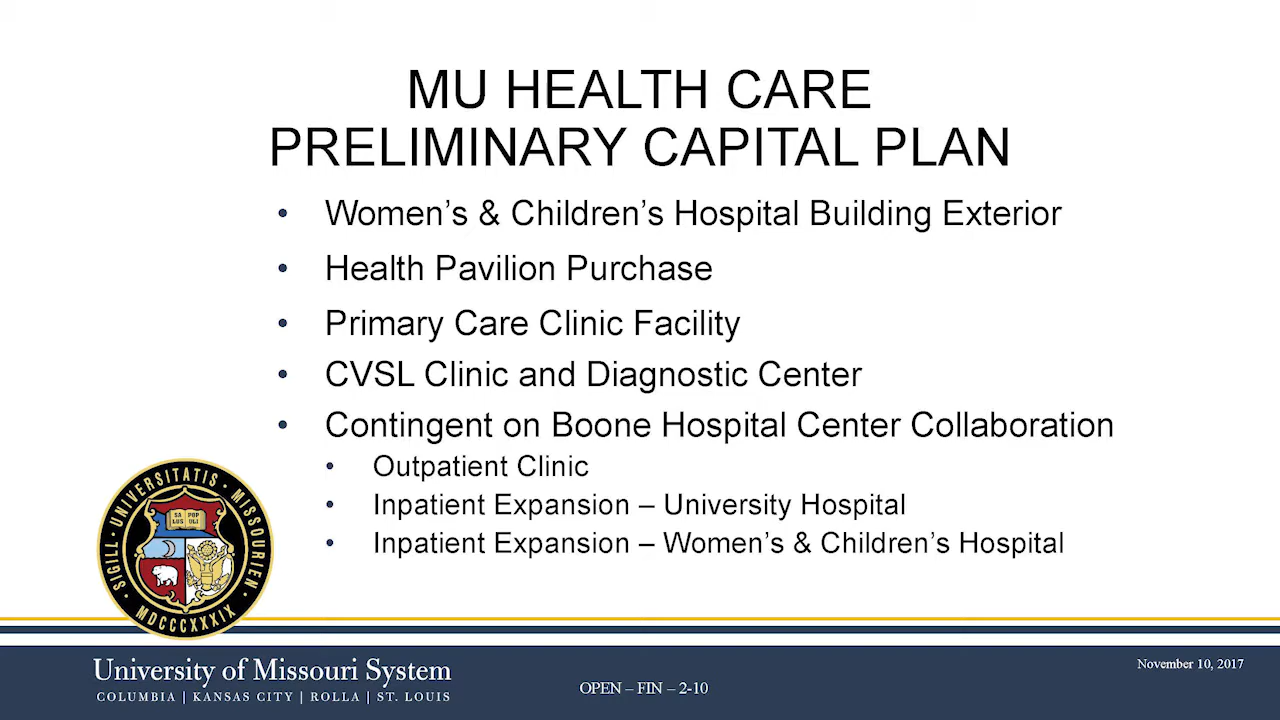 MU HEALTH CARE
PRELIMINARY CAPITAL PLAN
• Women’s & Children’s Hospital Building Exterior
• Health Pavilion Purchase
• Primary Care Clinic Facility
• CVSL Clinic and Diagnostic Center
• Contingent on Boone Hospital Center Collaboration
• Outpatient Clinic
• Inpatient Expansion – University Hospital
• Inpatient Expansion – Women’s & Children’s Hospital
SIGILL · UNIVERSITATIS · MISSOURIEN ·
SA POP
LUS ULI
MDCCCXXXIX
University of Missouri System
COLUMBIA | KANSAS CITY | ROLLA | ST. LOUIS
OPEN – FIN – 2-10
November 10, 2017